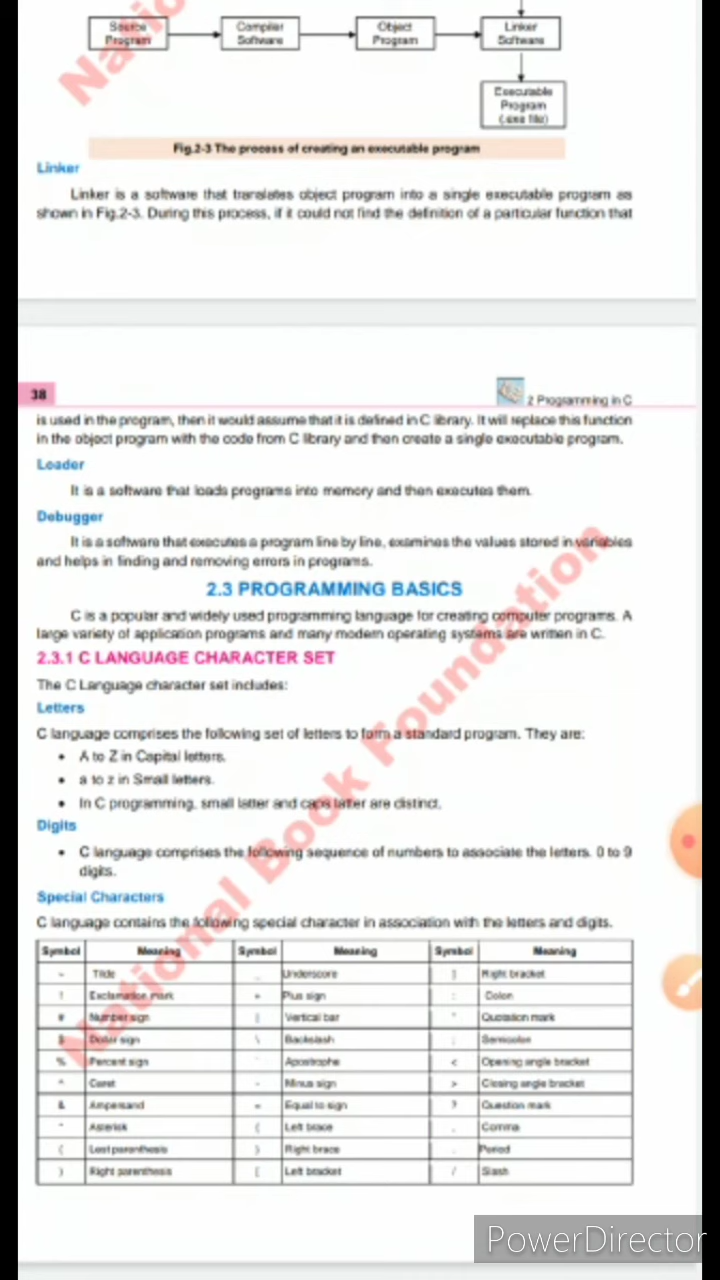 Source Compiler Object Linker
Program Software Program Software
Executable
Program
(.exe file)
Fig.2-3 The process of creating an executable program
Linker
Linker is a software that translates object program into a single executable program as
shown in Fig.2-3. During this process, if it could not find the definition of a particular function that
38
2 Programming in C
is used in the program, then it would assume that it is defined in C library. It will replace this function
in the object program with the code from C library and then create a single executable program.
Loader
It is a software that loads programs into memory and then executes them.
Debugger
It is a software that executes a program line by line, examines the values stored in variables
and helps in finding and removing errors in programs.
2.3 PROGRAMMING BASICS
C is a popular and widely used programming language for creating computer programs. A
large variety of application programs and many modern operating systems are written in C.
2.3.1 C LANGUAGE CHARACTER SET
The C Language character set includes:
Letters
C language comprises the following set of letters to form a standard program. They are:
• A to Z in Capital letters.
• a to z in Small letters.
• In C programming, small latter and caps latter are distinct.
Digits
• C language comprises the following sequence of numbers to associate the letters. 0 to 9
digits.
Special Characters
C language contains the following special character in association with the letters and digits.
Symbol Meaning Symbol Meaning Symbol Meaning
~ Tilde _ Underscore ] Right bracket
! Exclamation mark + Plus sign : Colon
# Number sign | Vertical bar " Quotation mark
$ Dollar sign \ Backslash ; Semicolon
% Percent sign ` Apostrophe < Opening angle bracket
^ Caret - Minus sign > Closing angle bracket
& Ampersand = Equal to sign ? Question mark
* Asterisk { Left brace , Comma
( Lest parenthesis } Right brace . Period
) Right parenthesis [ Left bracket / Slash
National Book Foundation
PowerDirector